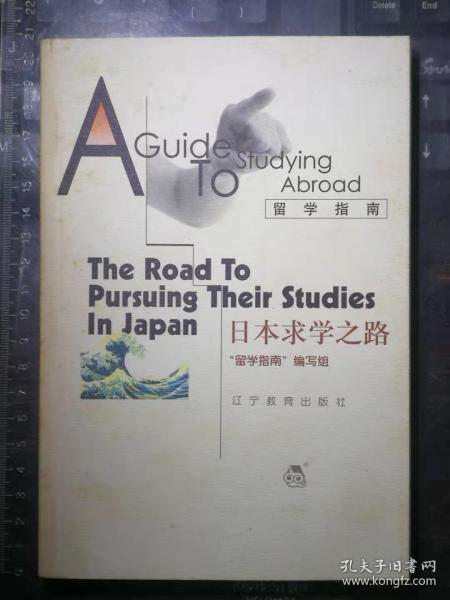 A Guide
To Studying
Abroad
留学指南
The Road To
Pursuing Their Studies
In Japan
日本求学之路
“留学指南”编写组
辽宁教育出版社
®
孔夫子旧书网
www.kongfz.com
Delete
End